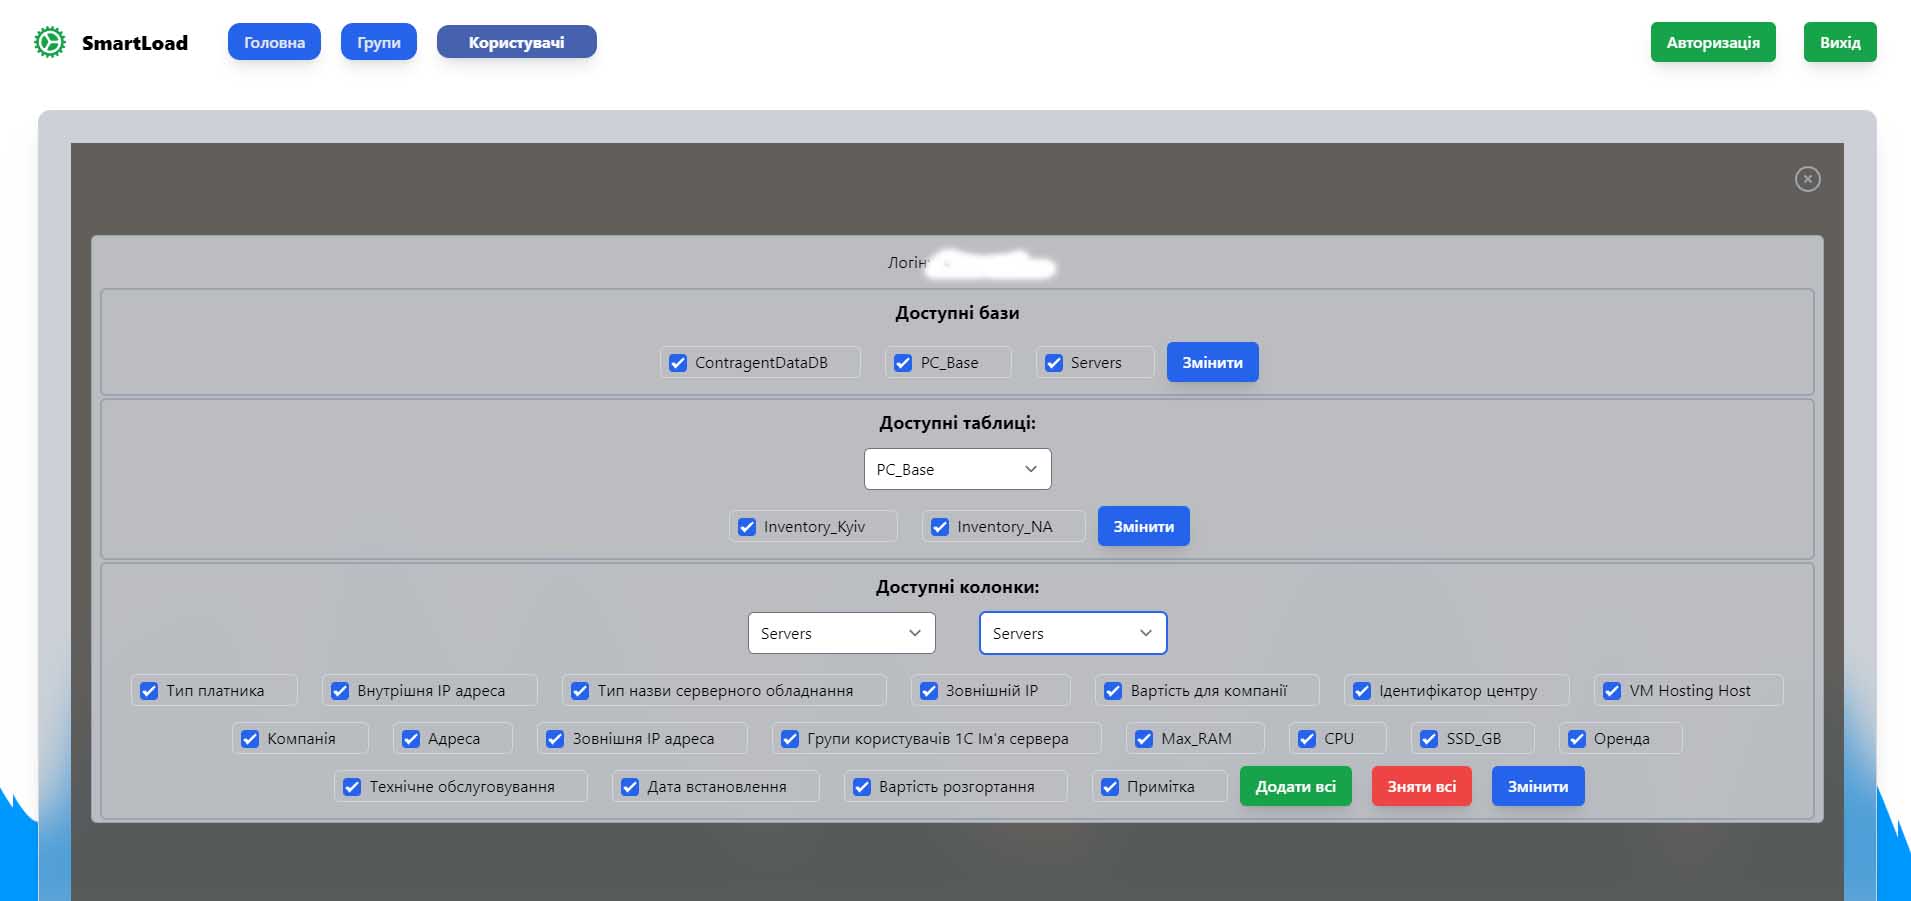 SmartLoad Головна Групи Користувачі Авторизація Вихід
Логін:
Доступні бази
ContragentDataDB PC_Base Servers Змінити
Доступні таблиці:
PC_Base
Inventory_Kyiv Inventory_NA Змінити
Доступні колонки:
Servers Servers
Тип платника Внутрішня IP адреса Тип назви серверного обладнання Зовнішній IP Вартість для компанії Ідентифікатор центру VM Hosting Host
Компанія Адреса Зовнішня IP адреса Групи користувачів 1С Ім'я сервера Max_RAM CPU SSD_GB Оренда
Технічне обслуговування Дата встановлення Вартість розгортання Примітка Додати всі Зняти всі Змінити